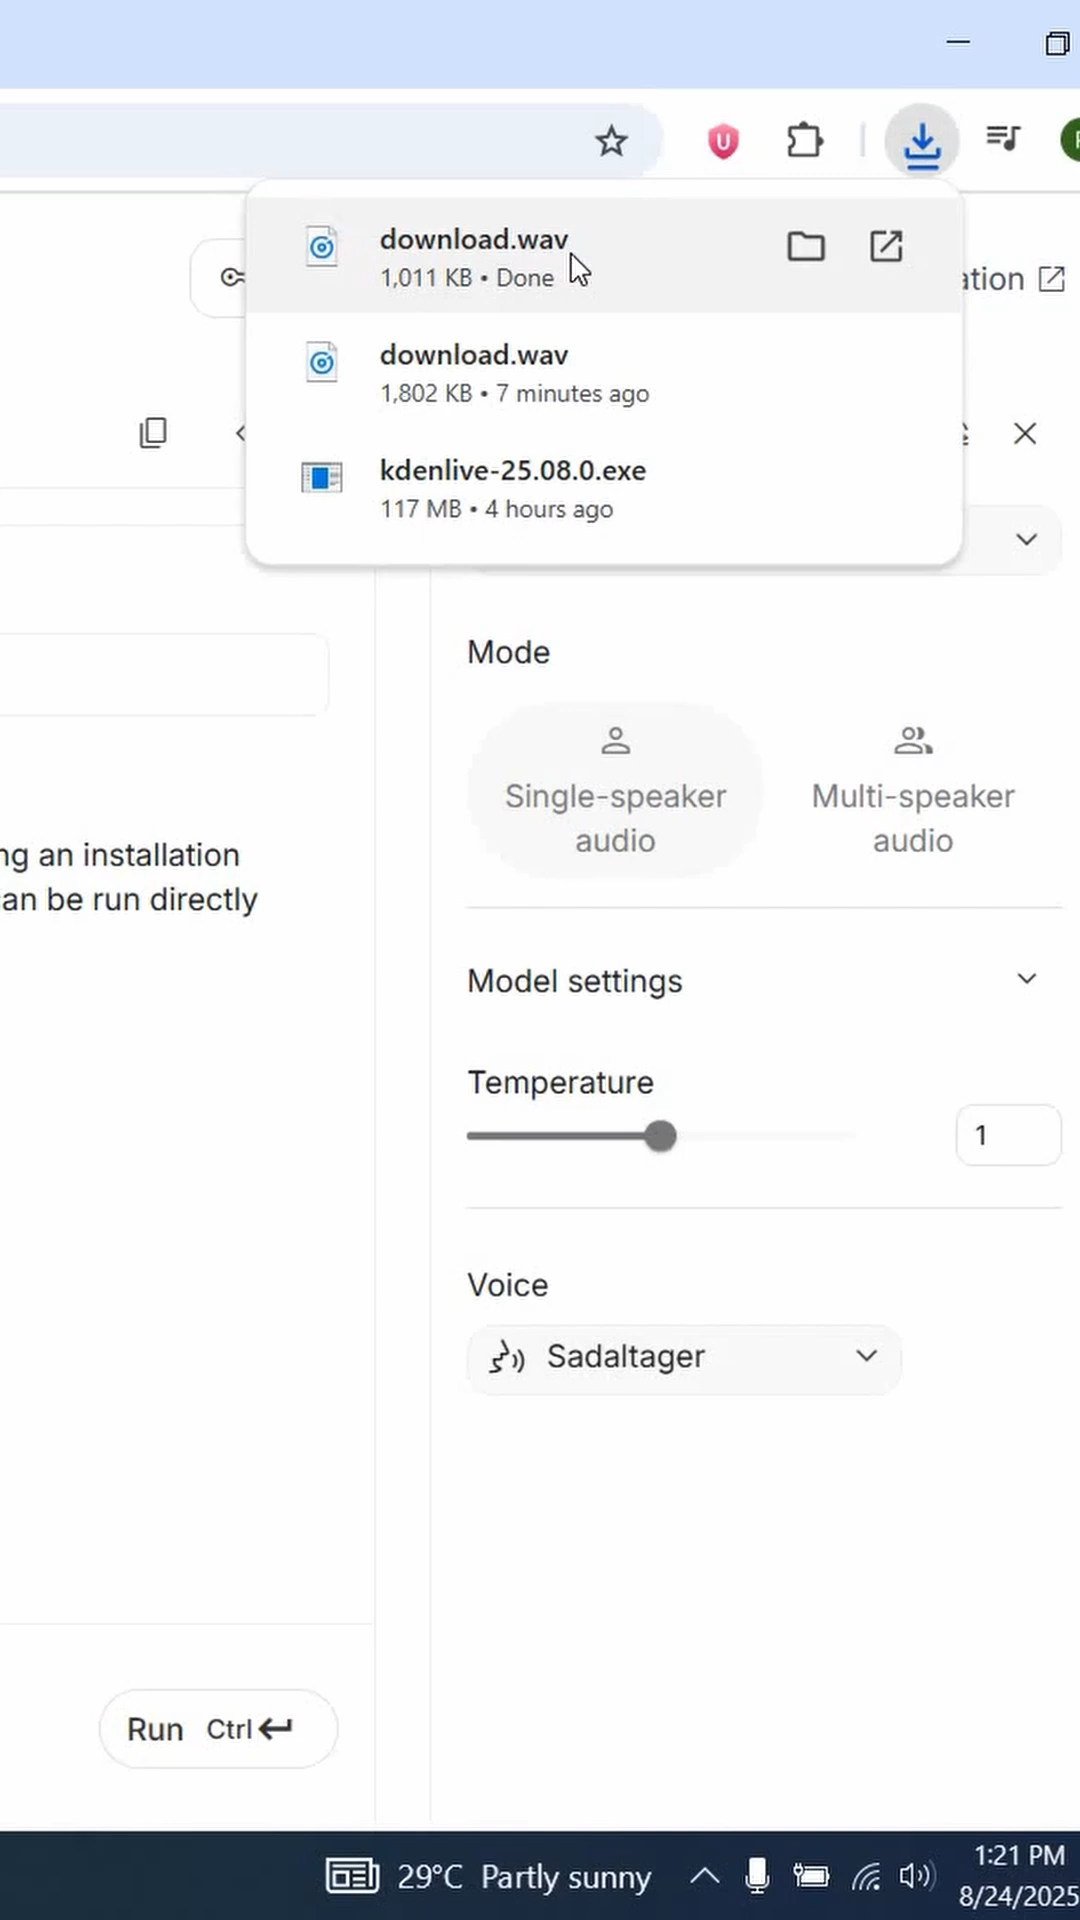 download.wav
1,011 KB • Done
ation
download.wav
1,802 KB • 7 minutes ago
kdenlive-25.08.0.exe
117 MB • 4 hours ago
Mode
Single-speaker
audio
Multi-speaker
audio
ng an installation
an be run directly
Model settings
Temperature
1
Voice
Sadaltager
Run Ctrl
29°C Partly sunny
1:21 PM
8/24/2025